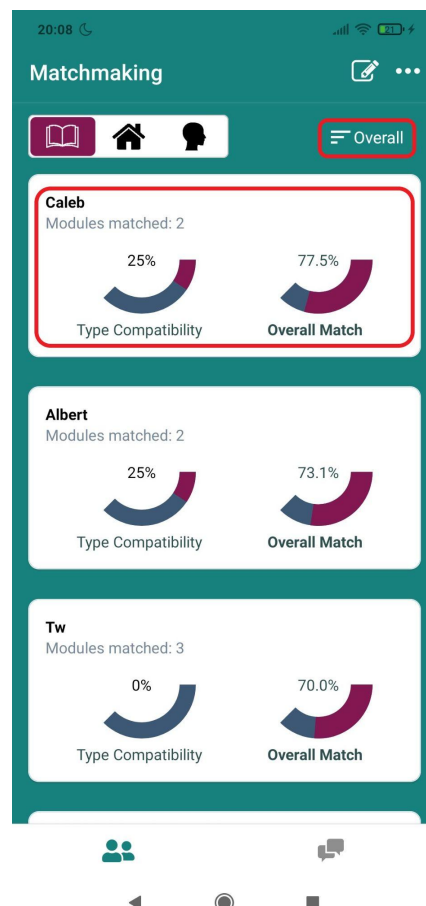 20:08
21
Matchmaking
Overall
Caleb
Modules matched: 2
25%
77.5%
Type Compatibility
Overall Match
Albert
Modules matched: 2
25%
73.1%
Type Compatibility
Overall Match
Tw
Modules matched: 3
0%
70.0%
Type Compatibility
Overall Match